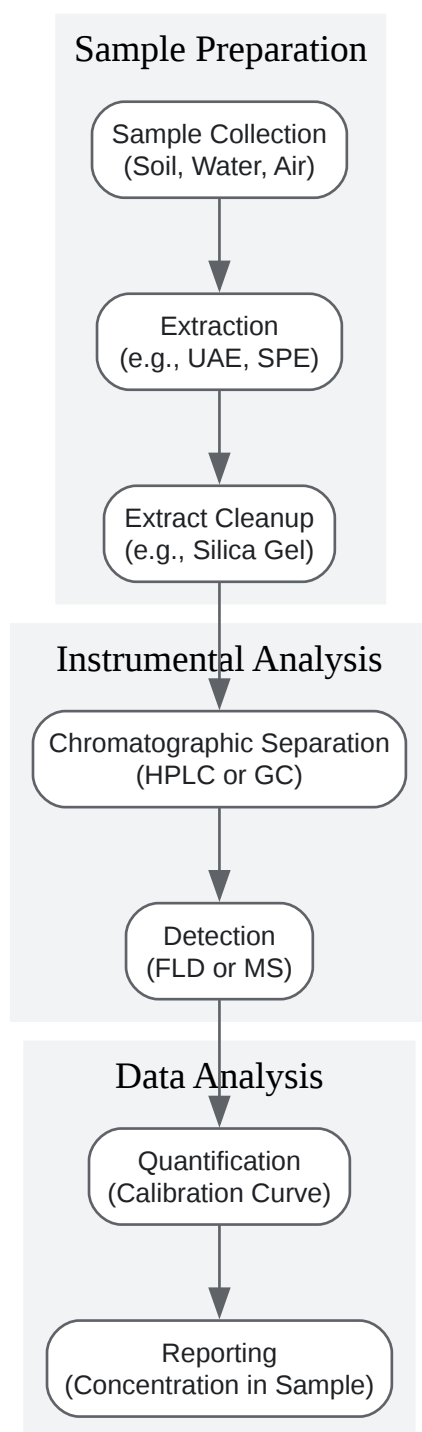 Sample Preparation
Sample Collection
(Soil, Water, Air)
Extraction
(e.g., UAE, SPE)
Extract Cleanup
(e.g., Silica Gel)
Instrumental Analysis
Chromatographic Separation
(HPLC or GC)
Detection
(FLD or MS)
Data Analysis
Quantification
(Calibration Curve)
Reporting
(Concentration in Sample)